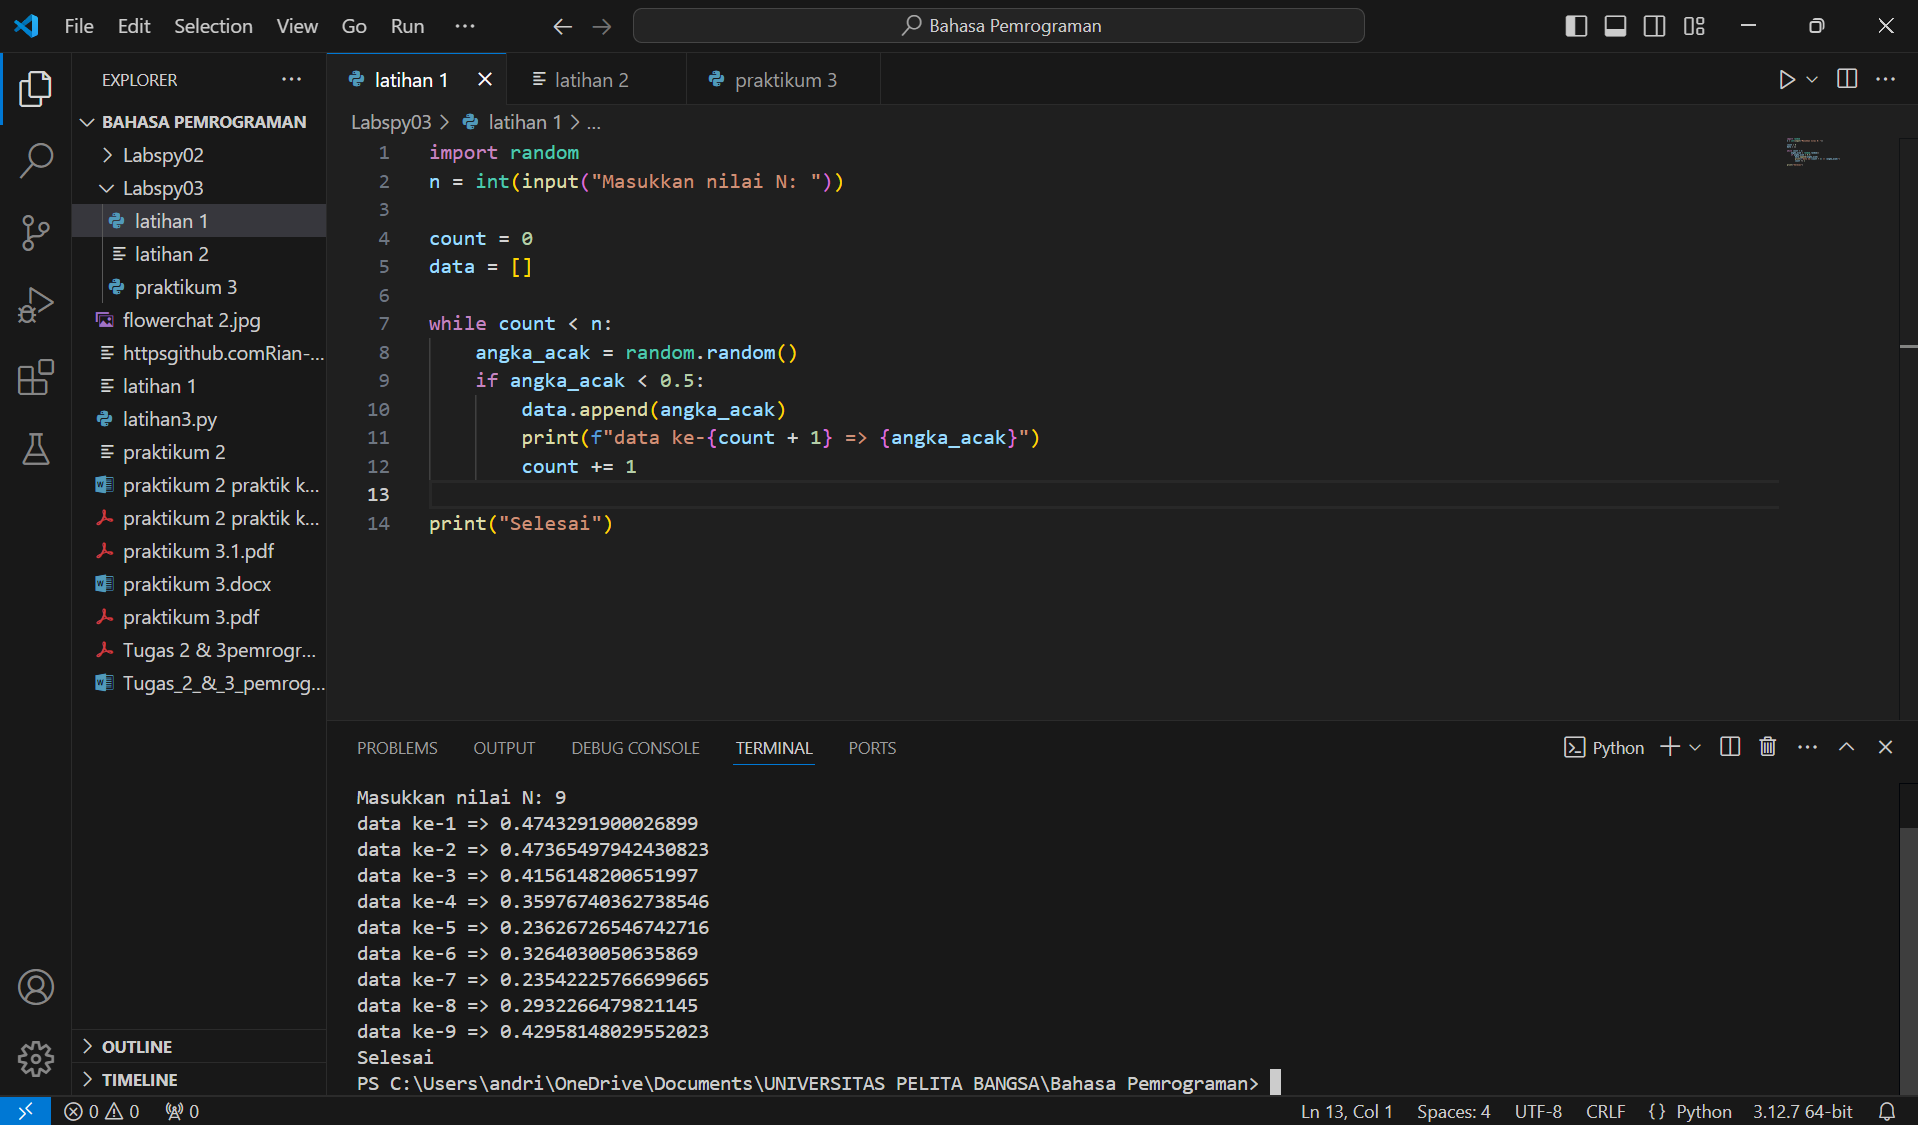 File Edit Selection View Go Run ···
Bahasa Pemrograman
EXPLORER ···
latihan 1
latihan 2
praktikum 3
BAHASA PEMROGRAMAN
Labspy02
Labspy03
latihan 1
latihan 2
praktikum 3
flowerchat 2.jpg
httpsgithub.comRian-...
latihan 1
latihan3.py
praktikum 2
praktikum 2 praktik k...
praktikum 2 praktik k...
praktikum 3.1.pdf
praktikum 3.docx
praktikum 3.pdf
Tugas 2 & 3pemrogr...
Tugas_2_&_3_pemrog...
OUTLINE
TIMELINE
Labspy03 > latihan 1 > ...
1 import random
2 n = int(input("Masukkan nilai N: "))
3
4 count = 0
5 data = []
6
7 while count < n:
8     angka_acak = random.random()
9     if angka_acak < 0.5:
10         data.append(angka_acak)
11         print(f"data ke-{count + 1} => {angka_acak}")
12         count += 1
13
14 print("Selesai")
PROBLEMS OUTPUT DEBUG CONSOLE TERMINAL PORTS
Python
Masukkan nilai N: 9
data ke-1 => 0.4743291900026899
data ke-2 => 0.47365497942430823
data ke-3 => 0.4156148200651997
data ke-4 => 0.35976740362738546
data ke-5 => 0.23626726546742716
data ke-6 => 0.3264030050635869
data ke-7 => 0.23542225766699665
data ke-8 => 0.2932266479821145
data ke-9 => 0.42958148029552023
Selesai
PS C:\Users\andri\OneDrive\Documents\UNIVERSITAS PELITA BANGSA\Bahasa Pemrograman>
0 0 0
Ln 13, Col 1 Spaces: 4 UTF-8 CRLF {} Python 3.12.7 64-bit